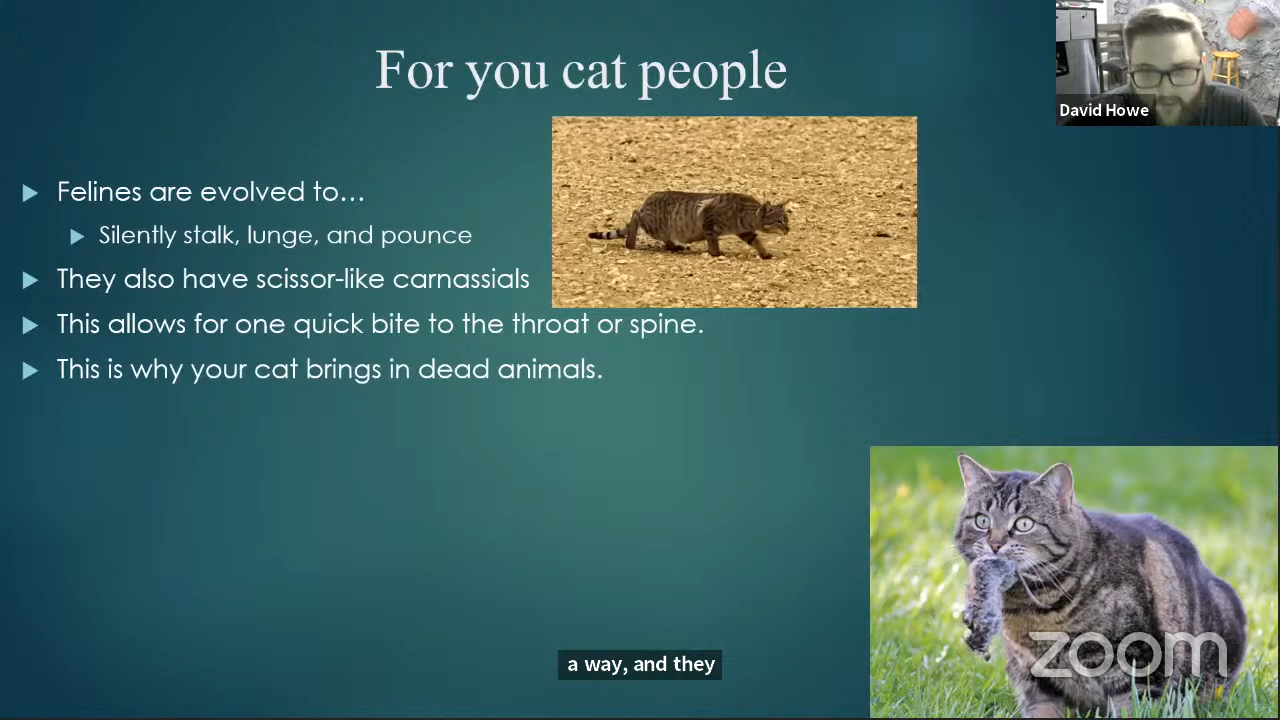 For you cat people
David Howe
Felines are evolved to…
Silently stalk, lunge, and pounce
They also have scissor-like carnassials
This allows for one quick bite to the throat or spine.
This is why your cat brings in dead animals.
zoom
a way, and they